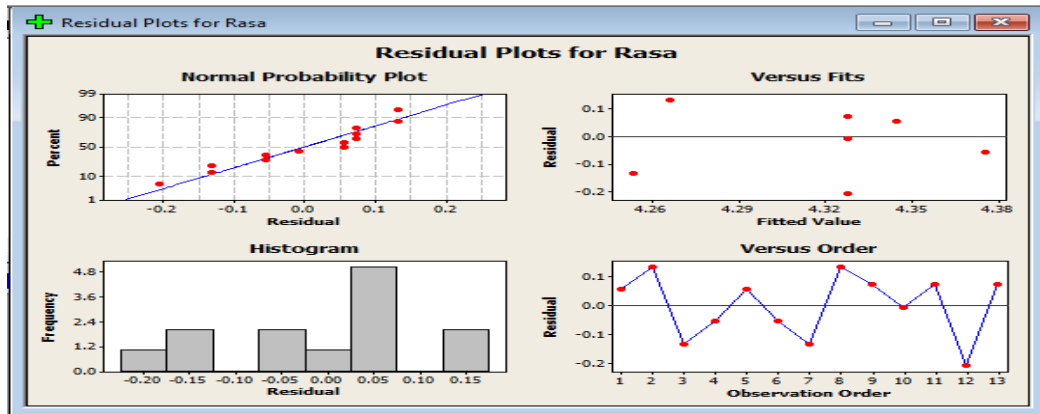 Residual Plots for Rasa
Residual Plots for Rasa
Normal Probability Plot
99
90
50
10
1
Percent
-0.2 -0.1 0.0 0.1 0.2
Residual
Versus Fits
0.1
0.0
-0.1
-0.2
Residual
4.26 4.29 4.32 4.35 4.38
Fitted Value
Histogram
4.8
3.6
2.4
1.2
0.0
Frequency
-0.20 -0.15 -0.10 -0.05 0.00 0.05 0.10 0.15
Residual
Versus Order
0.1
0.0
-0.1
-0.2
Residual
1 2 3 4 5 6 7 8 9 10 11 12 13
Observation Order